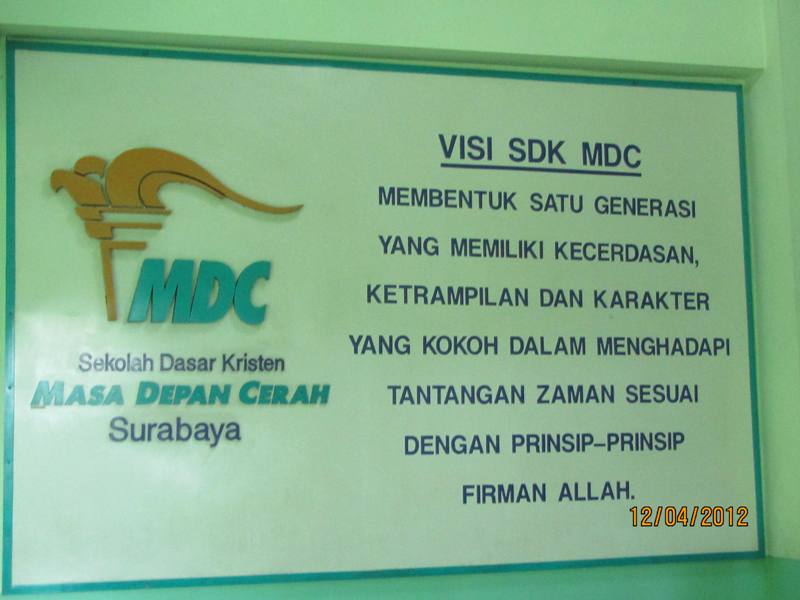 MDC
Sekolah Dasar Kristen
MASA DEPAN CERAH
Surabaya
VISI SDK MDC
MEMBENTUK SATU GENERASI
YANG MEMILIKI KECERDASAN,
KETRAMPILAN DAN KARAKTER
YANG KOKOH DALAM MENGHADAPI
TANTANGAN ZAMAN SESUAI
DENGAN PRINSIP–PRINSIP
FIRMAN ALLAH.
12/04/2012